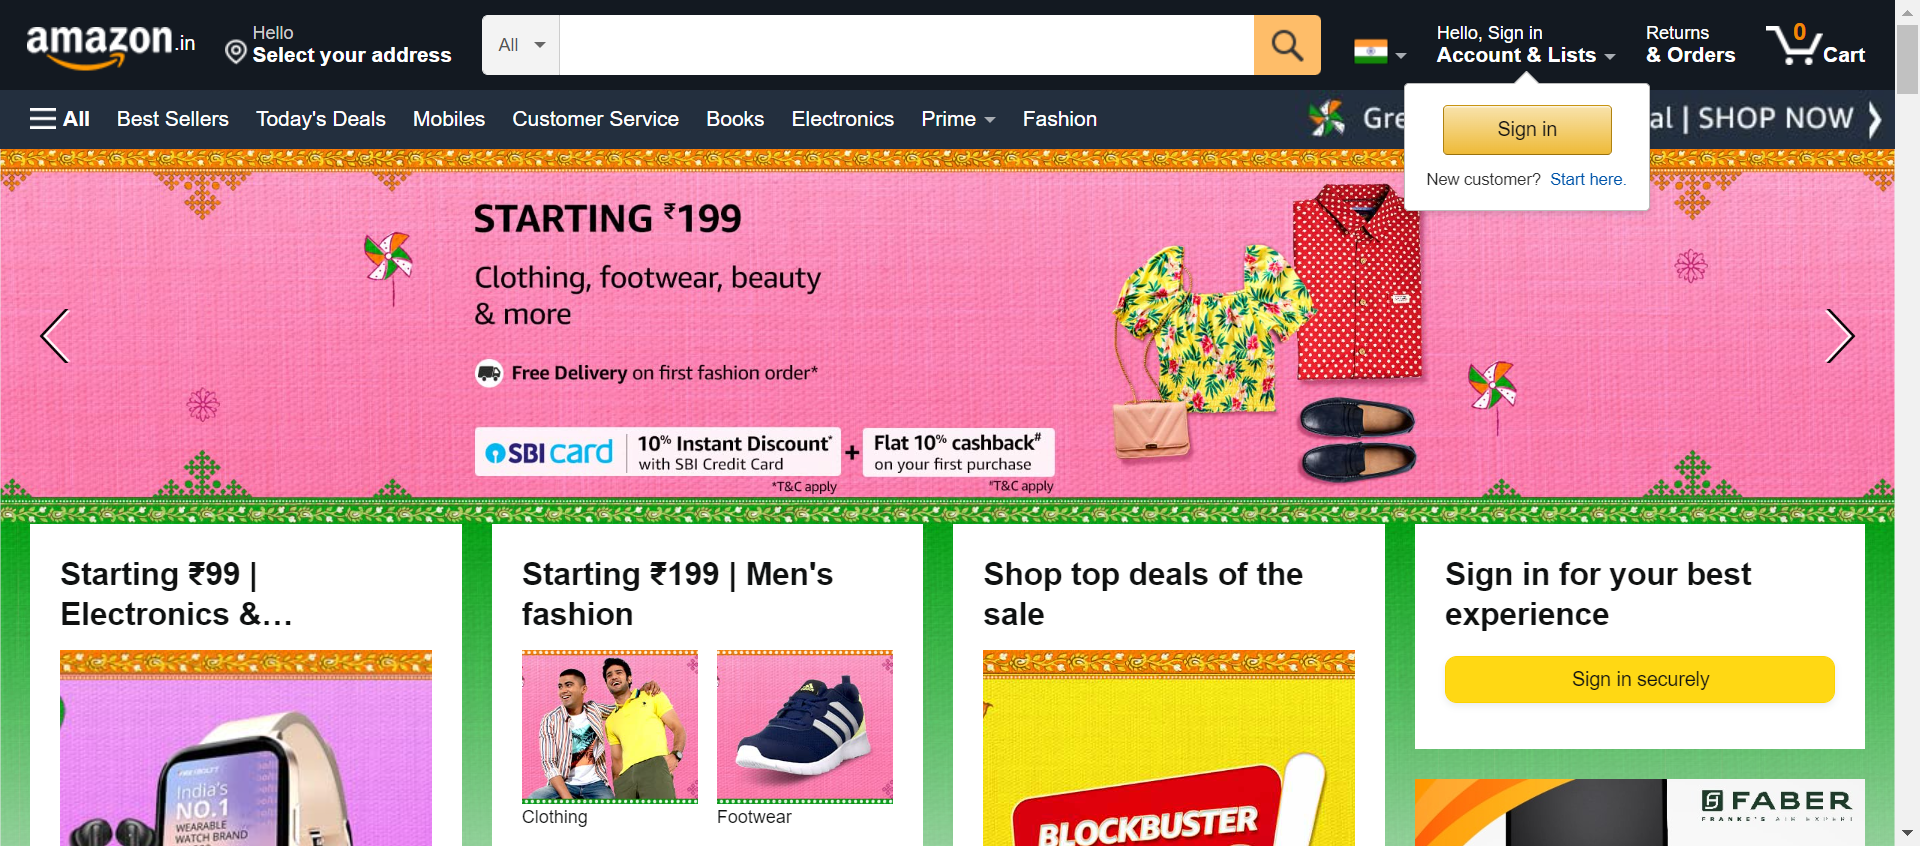 amazon.in
Hello
Select your address
All
Hello, Sign in
Account & Lists
Returns
& Orders
0
Cart
All
Best Sellers
Today's Deals
Mobiles
Customer Service
Books
Electronics
Prime
Fashion
SHOP NOW
Sign in
New customer? Start here.
STARTING ₹199
Clothing, footwear, beauty
& more
Free Delivery on first fashion order*
SBI card
10% Instant Discount*
with SBI Credit Card
*T&C apply
+
Flat 10% cashback#
on your first purchase
*T&C apply
Starting ₹99 |
Electronics &…
India's
NO.1
WEARABLE
WATCH BRAND
Starting ₹199 | Men's
fashion
Clothing
Footwear
Shop top deals of the
sale
BLOCKBUSTER
Sign in for your best
experience
Sign in securely
FABER
FRANKE'S AIR EXPERT